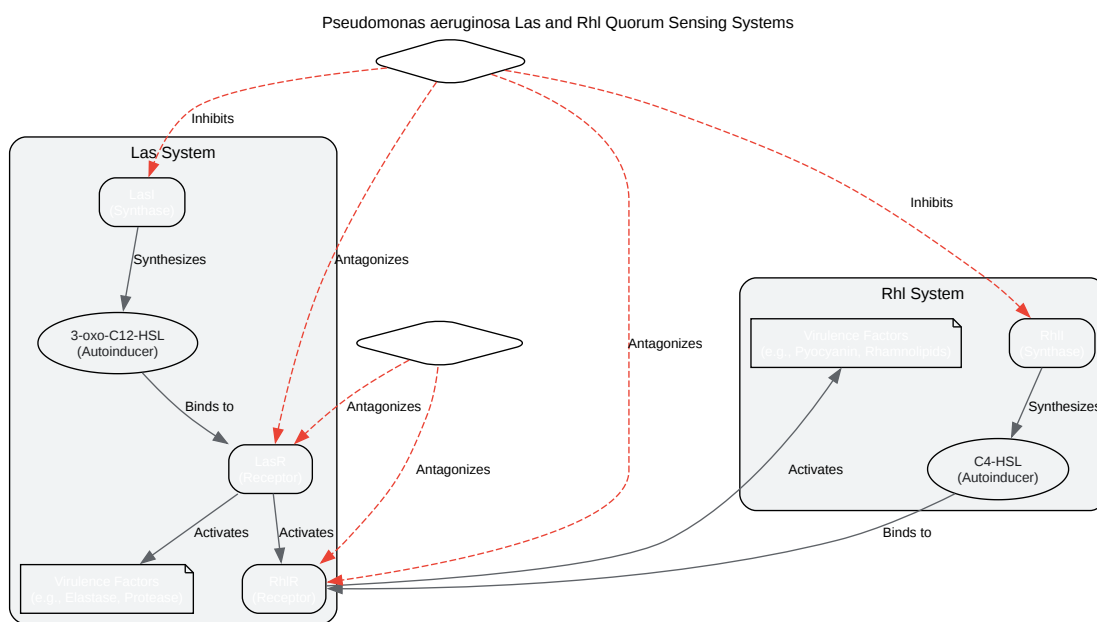 Pseudomonas aeruginosa Las and Rhl Quorum Sensing Systems
Inhibits
Las System
LasI
(Synthase)
Synthesizes
3-oxo-C12-HSL
(Autoinducer)
Binds to
LasR
(Receptor)
Activates
Activates
Virulence Factors
(e.g., Elastase, Protease)
RhlR
(Receptor)
Antagonizes
Antagonizes
Antagonizes
Antagonizes
Inhibits
Rhl System
Virulence Factors
(e.g., Pyocyanin, Rhamnolipids)
RhlI
(Synthase)
Synthesizes
C4-HSL
(Autoinducer)
Activates
Binds to